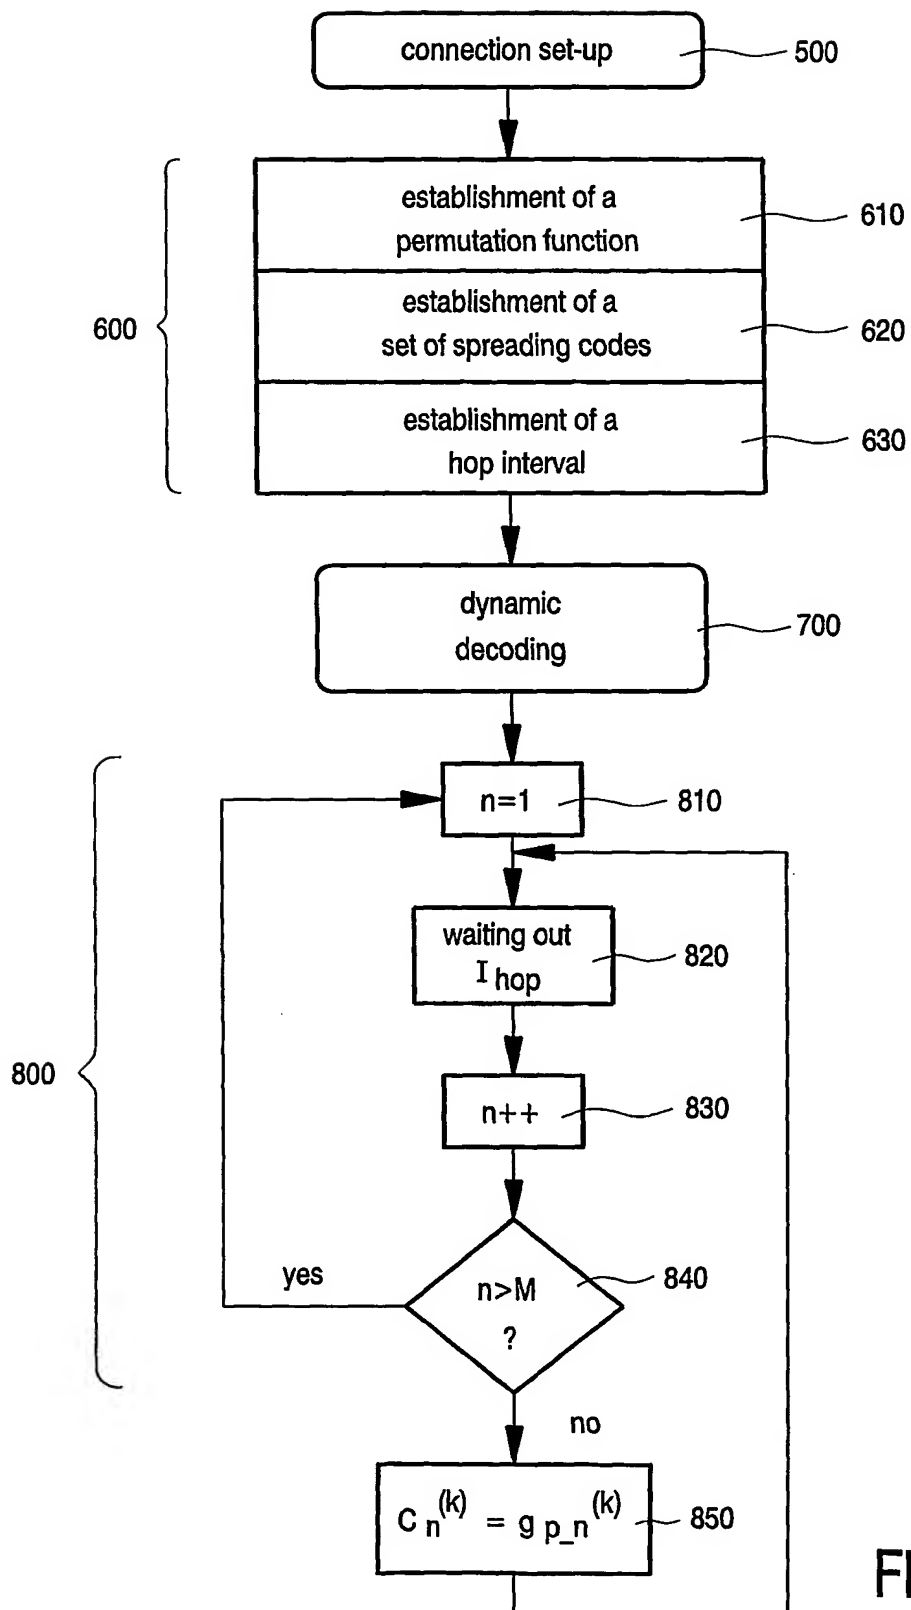 connection set-up
500
establishment of a
permutation function
610
establishment of a
set of spreading codes
620
600
establishment of a
hop interval
630
dynamic
decoding
700
n=1
810
waiting out
I hop
820
800
n++
830
yes
n>M
?
840
no
C n (k) = g p_n (k)
850